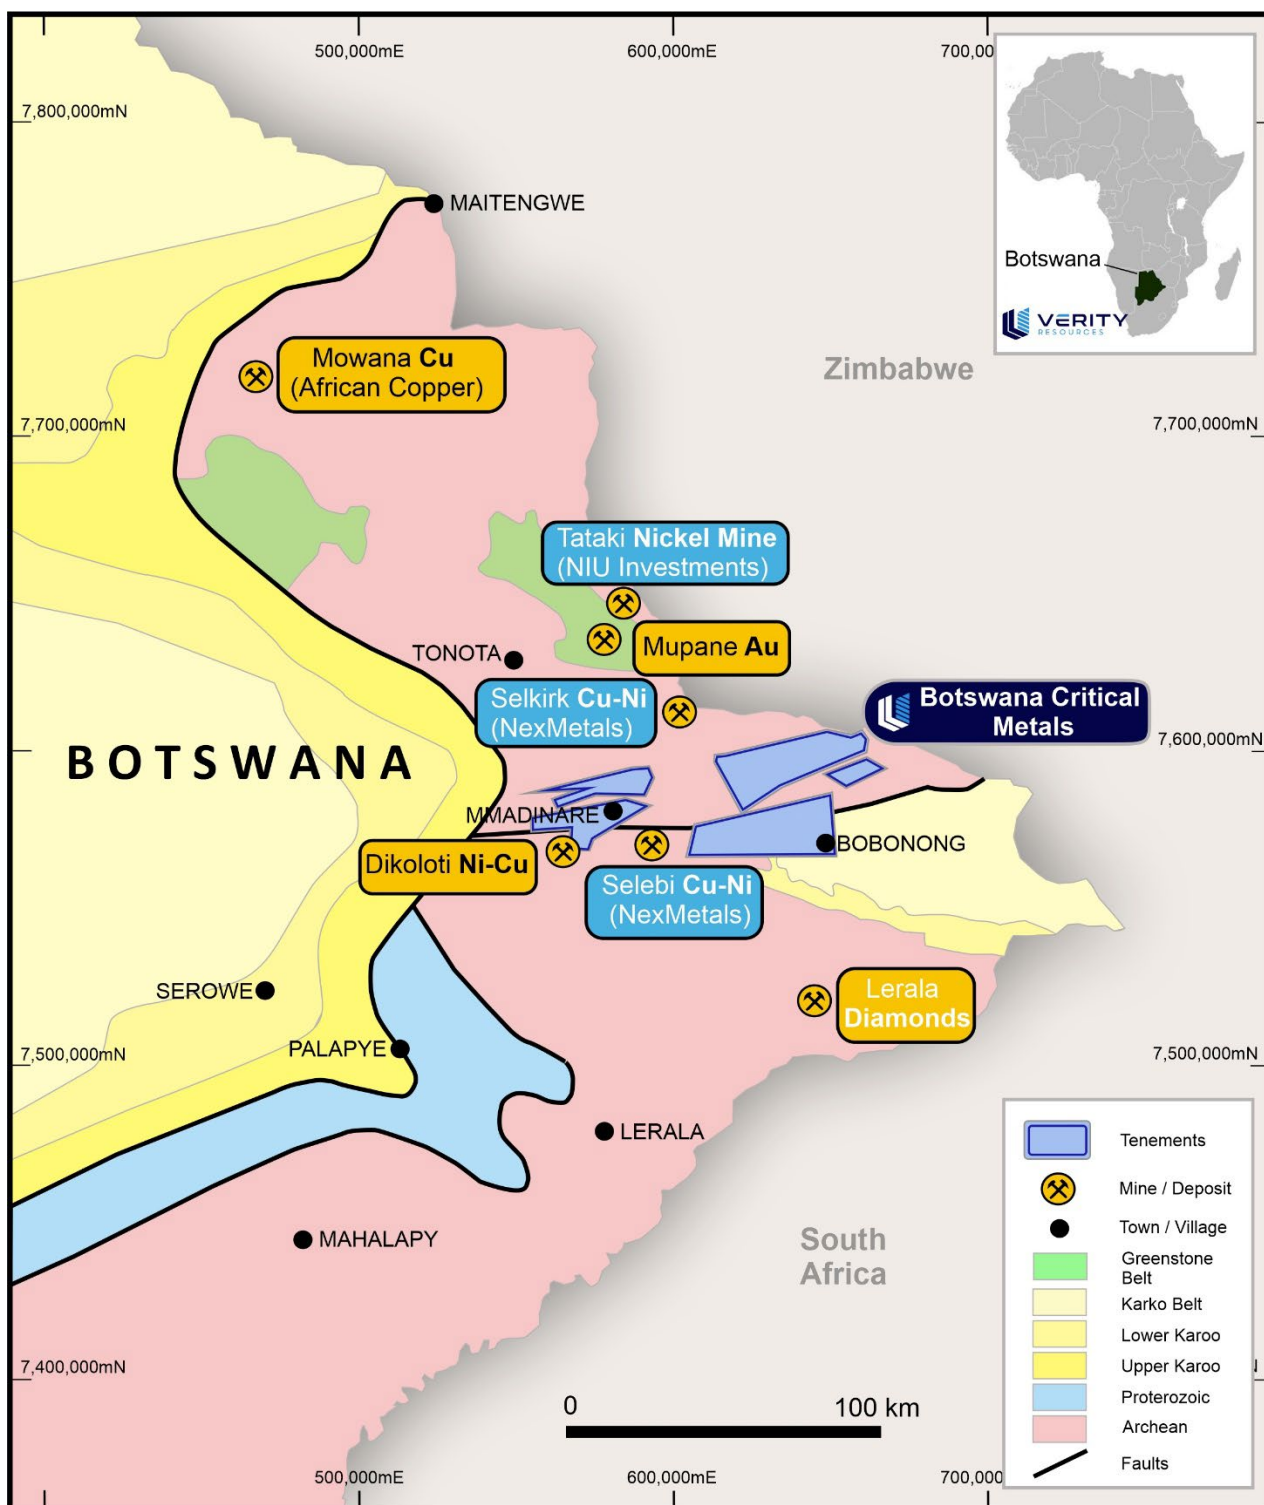 500,000mE
600,000mE
700,00
7,800,000mN
MAITENGWE
Botswana
VERITY
RESOURCES
Zimbabwe
Mowana Cu
(African Copper)
7,700,000mN
7,700,000mN
Tataki Nickel Mine
(NIU Investments)
Mupane Au
TONOTA
Selkirk Cu-Ni
(NexMetals)
Botswana Critical
Metals
BOTSWANA
7,600,000mN
MMADINARE
BOBONONG
Dikoloti Ni-Cu
Selebi Cu-Ni
(NexMetals)
SEROWE
Lerala
Diamonds
PALAPYE
7,500,000mN
7,500,000mN
LERALA
MAHALAPY
South
Africa
Tenements
Mine / Deposit
Town / Village
Greenstone
Belt
Karko Belt
Lower Karoo
Upper Karoo
Proterozoic
Archean
Faults
7,400,000mN
0
100 km
500,000mE
600,000mE
700,00